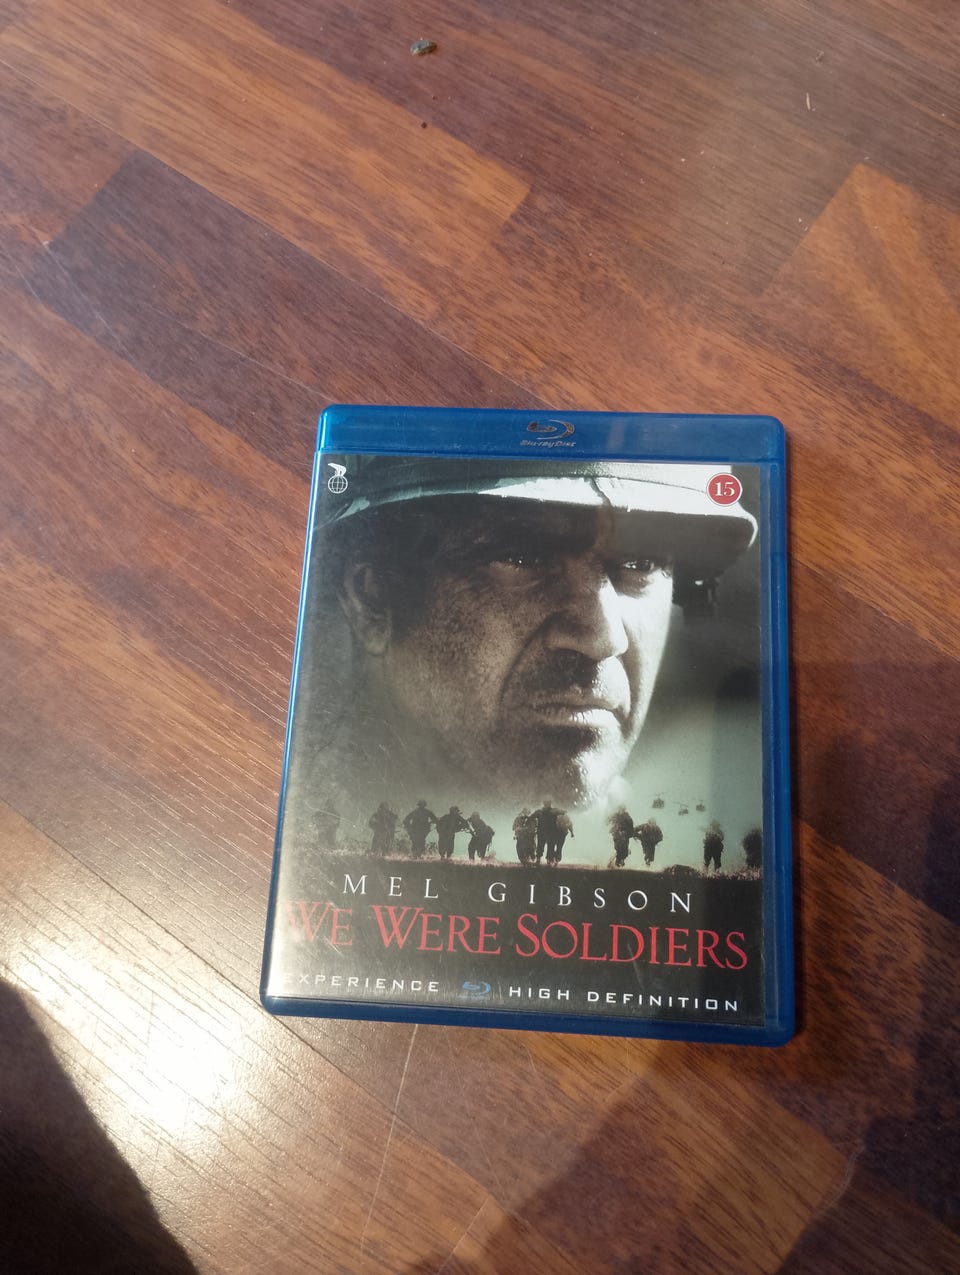 Blu-ray Disc
15
MEL GIBSON
WE WERE SOLDIERS
EXPERIENCE HIGH DEFINITION